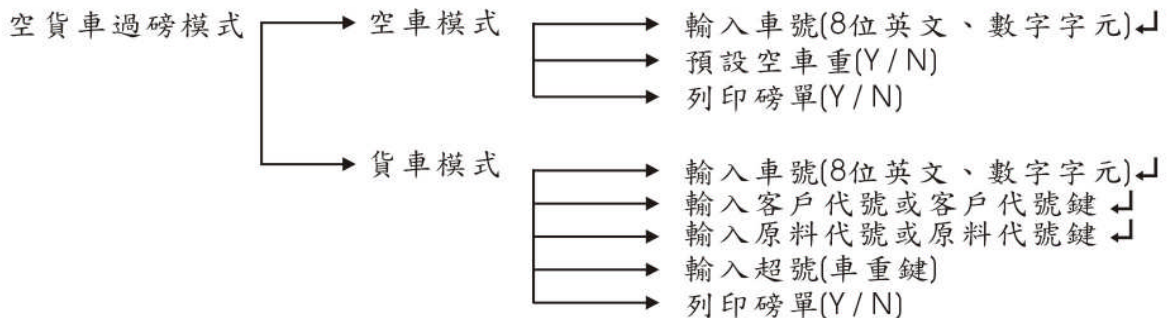 空貨車過磅模式
空車模式
輸入車號(8位英文、數字字元)↲
預設空車重(Y/N)
列印磅單(Y/N)
貨車模式
輸入車號(8位英文、數字字元)↲
輸入客戶代號或客戶代號鍵↲
輸入原料代號或原料代號鍵↲
輸入超號(車重鍵)
列印磅單(Y/N)